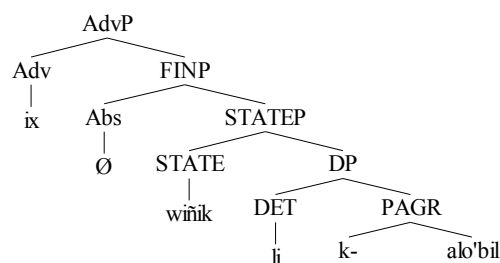 AdvP
Adv FINP
ix Abs STATEP
Ø STATE DP
wiñik DET PAGR
li k- alo'bil